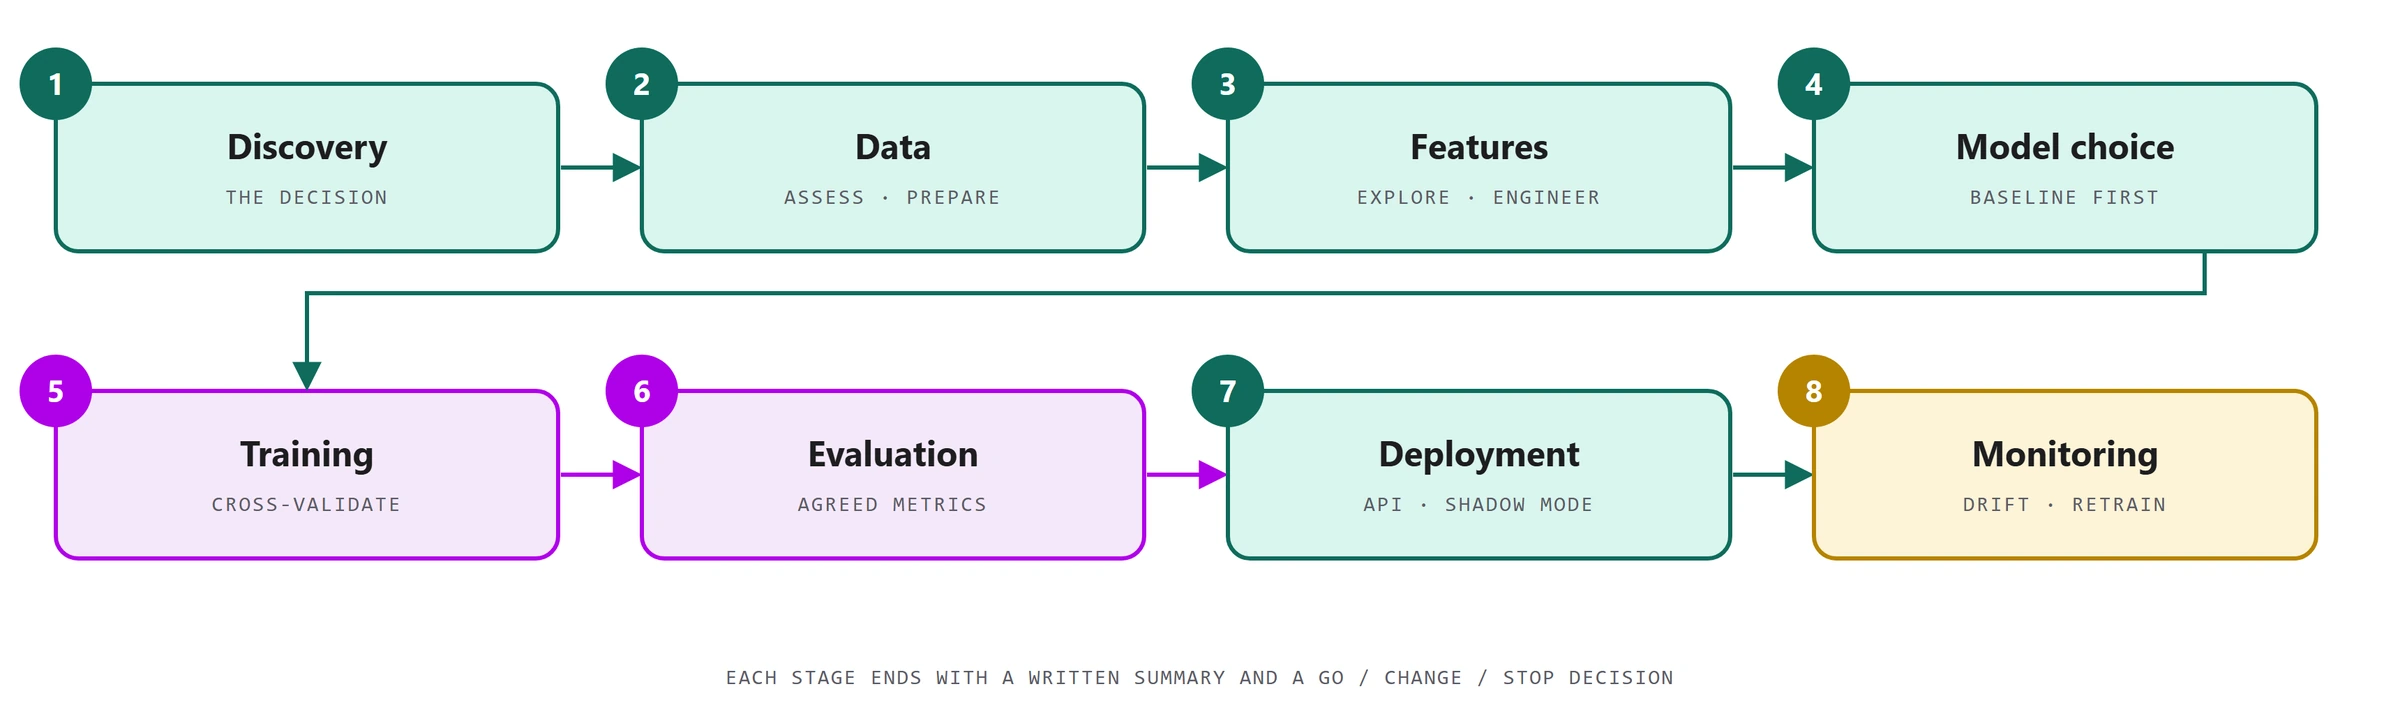 1
Discovery
THE DECISION
2
Data
ASSESS · PREPARE
3
Features
EXPLORE · ENGINEER
4
Model choice
BASELINE FIRST
5
Training
CROSS-VALIDATE
6
Evaluation
AGREED METRICS
7
Deployment
API · SHADOW MODE
8
Monitoring
DRIFT · RETRAIN
EACH STAGE ENDS WITH A WRITTEN SUMMARY AND A GO / CHANGE / STOP DECISION